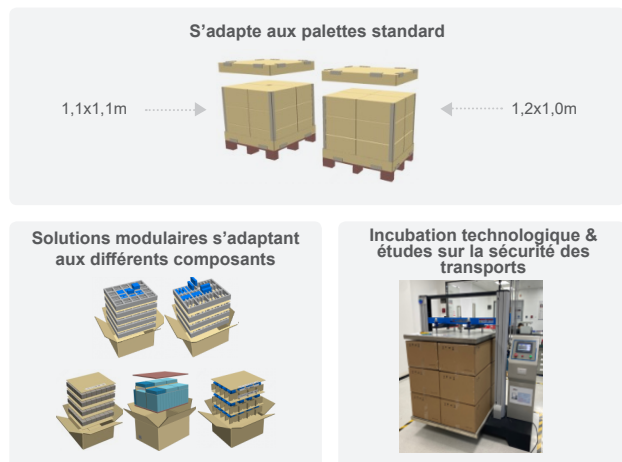 S’adapte aux palettes standard
1,1x1,1m
1,2x1,0m
Solutions modulaires s’adaptant
aux différents composants
Incubation technologique &
études sur la sécurité des
transports